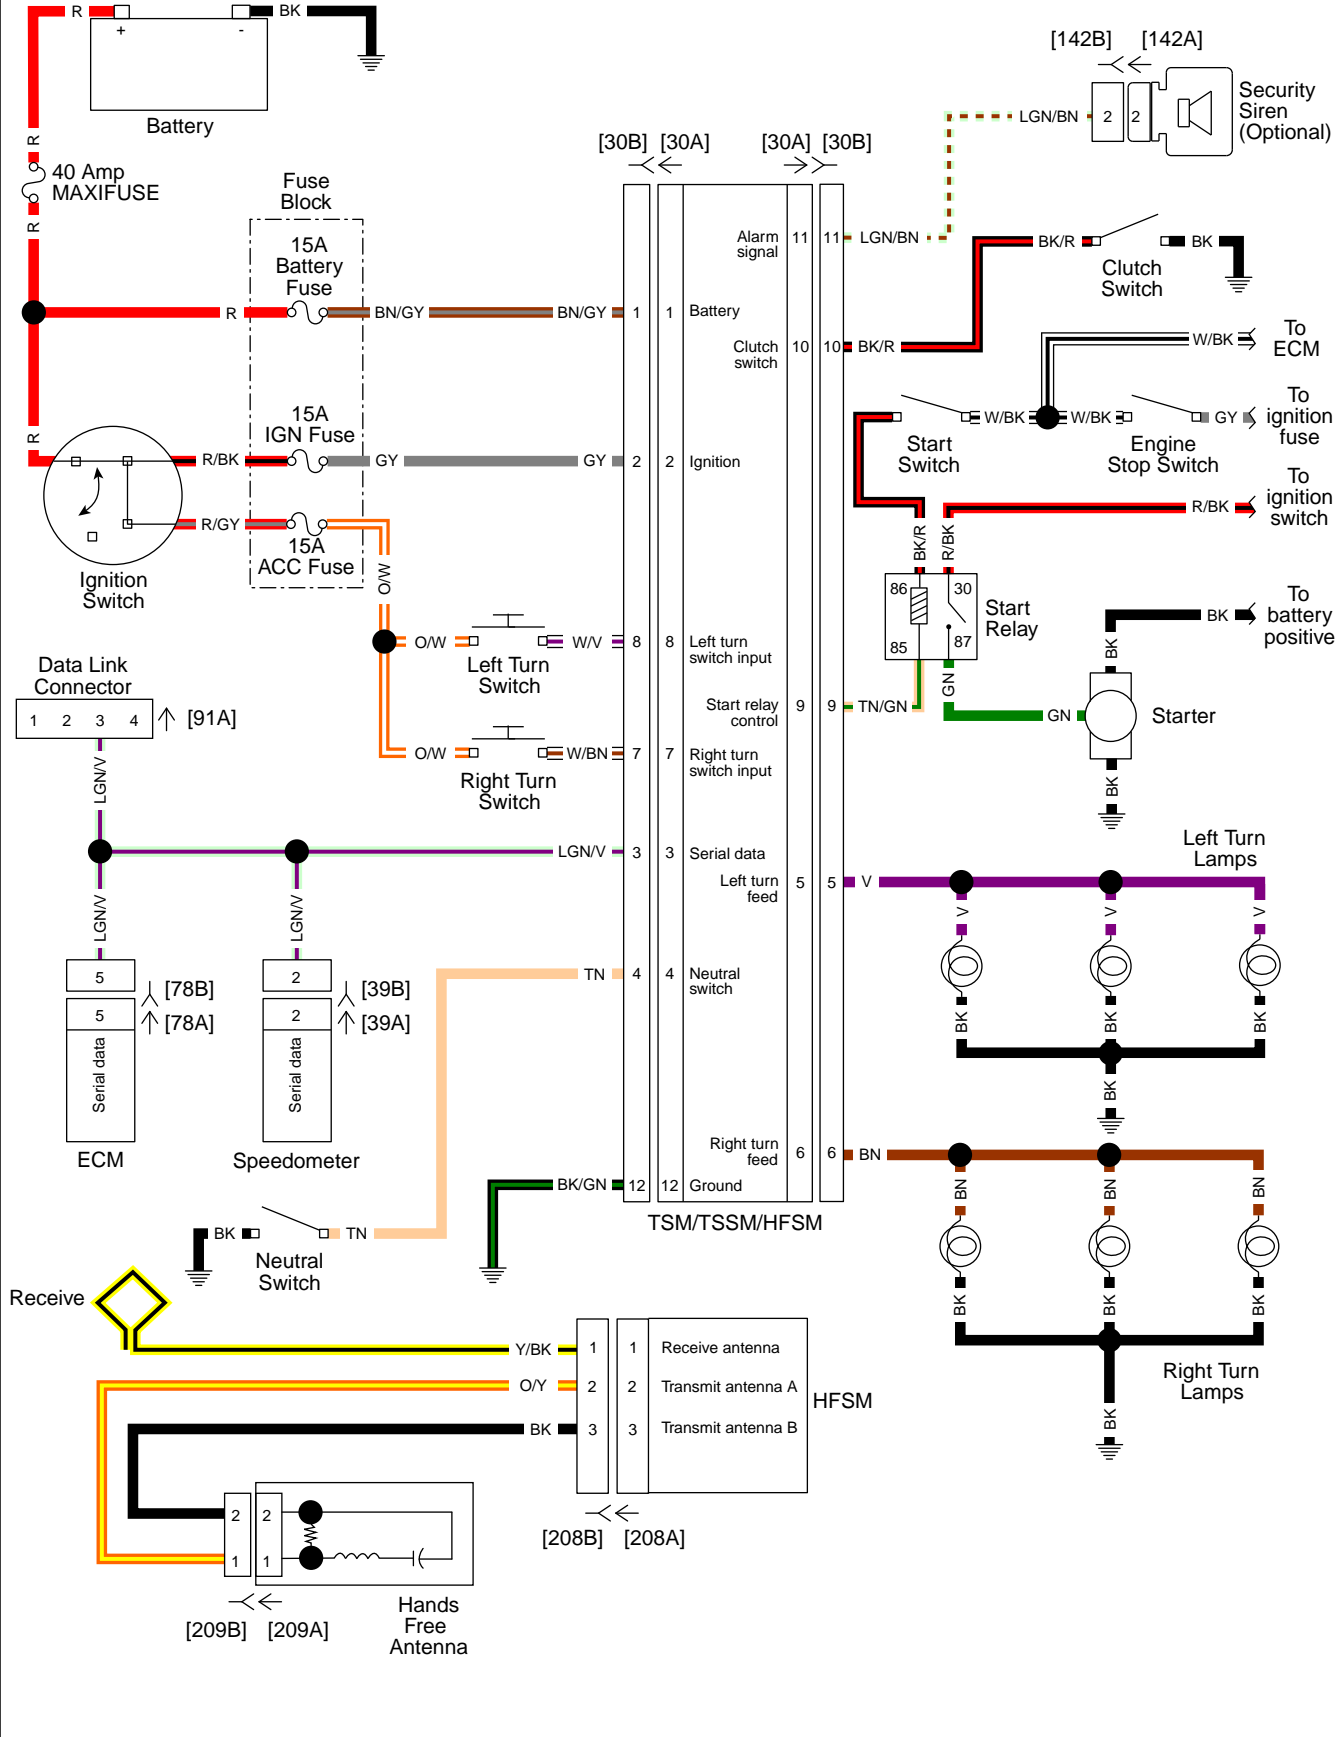 R
BK
+
-
Battery
R
40 Amp
MAXIFUSE
R
Fuse
Block
15A
Battery
Fuse
R
BN/GY
BN/GY
1
1
Battery
15A
IGN Fuse
R
R/BK
GY
GY
2
2
Ignition
R/GY
15A
ACC Fuse
Ignition
Switch
O/W
O/W
Left Turn
Switch
W/V
8
8
Left turn
switch input
O/W
Right Turn
Switch
W/BN
7
7
Right turn
switch input
Data Link
Connector
1 2 3 4
[91A]
LGN/V
LGN/V
3
3
Serial data
LGN/V
LGN/V
5
[78B]
5
[78A]
Serial data
ECM
2
[39B]
2
[39A]
Serial data
Speedometer
TN
4
4
Neutral
switch
BK/GN
12
12
Ground
BK
TN
Neutral
Switch
[30B] [30A]
[30A] [30B]
TSM/TSSM/HFSM
[142B] [142A]
LGN/BN
2
2
Security
Siren
(Optional)
Alarm
signal
11
11
LGN/BN
BK/R
BK
Clutch
Switch
Clutch
switch
10
10
BK/R
W/BK
To
ECM
Start
Switch
W/BK
W/BK
Engine
Stop Switch
GY
To
ignition
fuse
R/BK
To
ignition
switch
BK/R
R/BK
86
30
85
87
Start
Relay
Start relay
control
9
9
TN/GN
GN
GN
BK
BK
To
battery
positive
Starter
BK
Left Turn
Lamps
Left turn
feed
5
5
V
V
V
V
BK
BK
BK
BK
Right turn
feed
6
6
BN
BN
BN
BN
BK
BK
BK
BK
Right Turn
Lamps
Receive
Y/BK
1
1
Receive antenna
O/Y
2
2
Transmit antenna A
BK
3
3
Transmit antenna B
HFSM
[208B] [208A]
2
2
1
1
[209B] [209A]
Hands
Free
Antenna